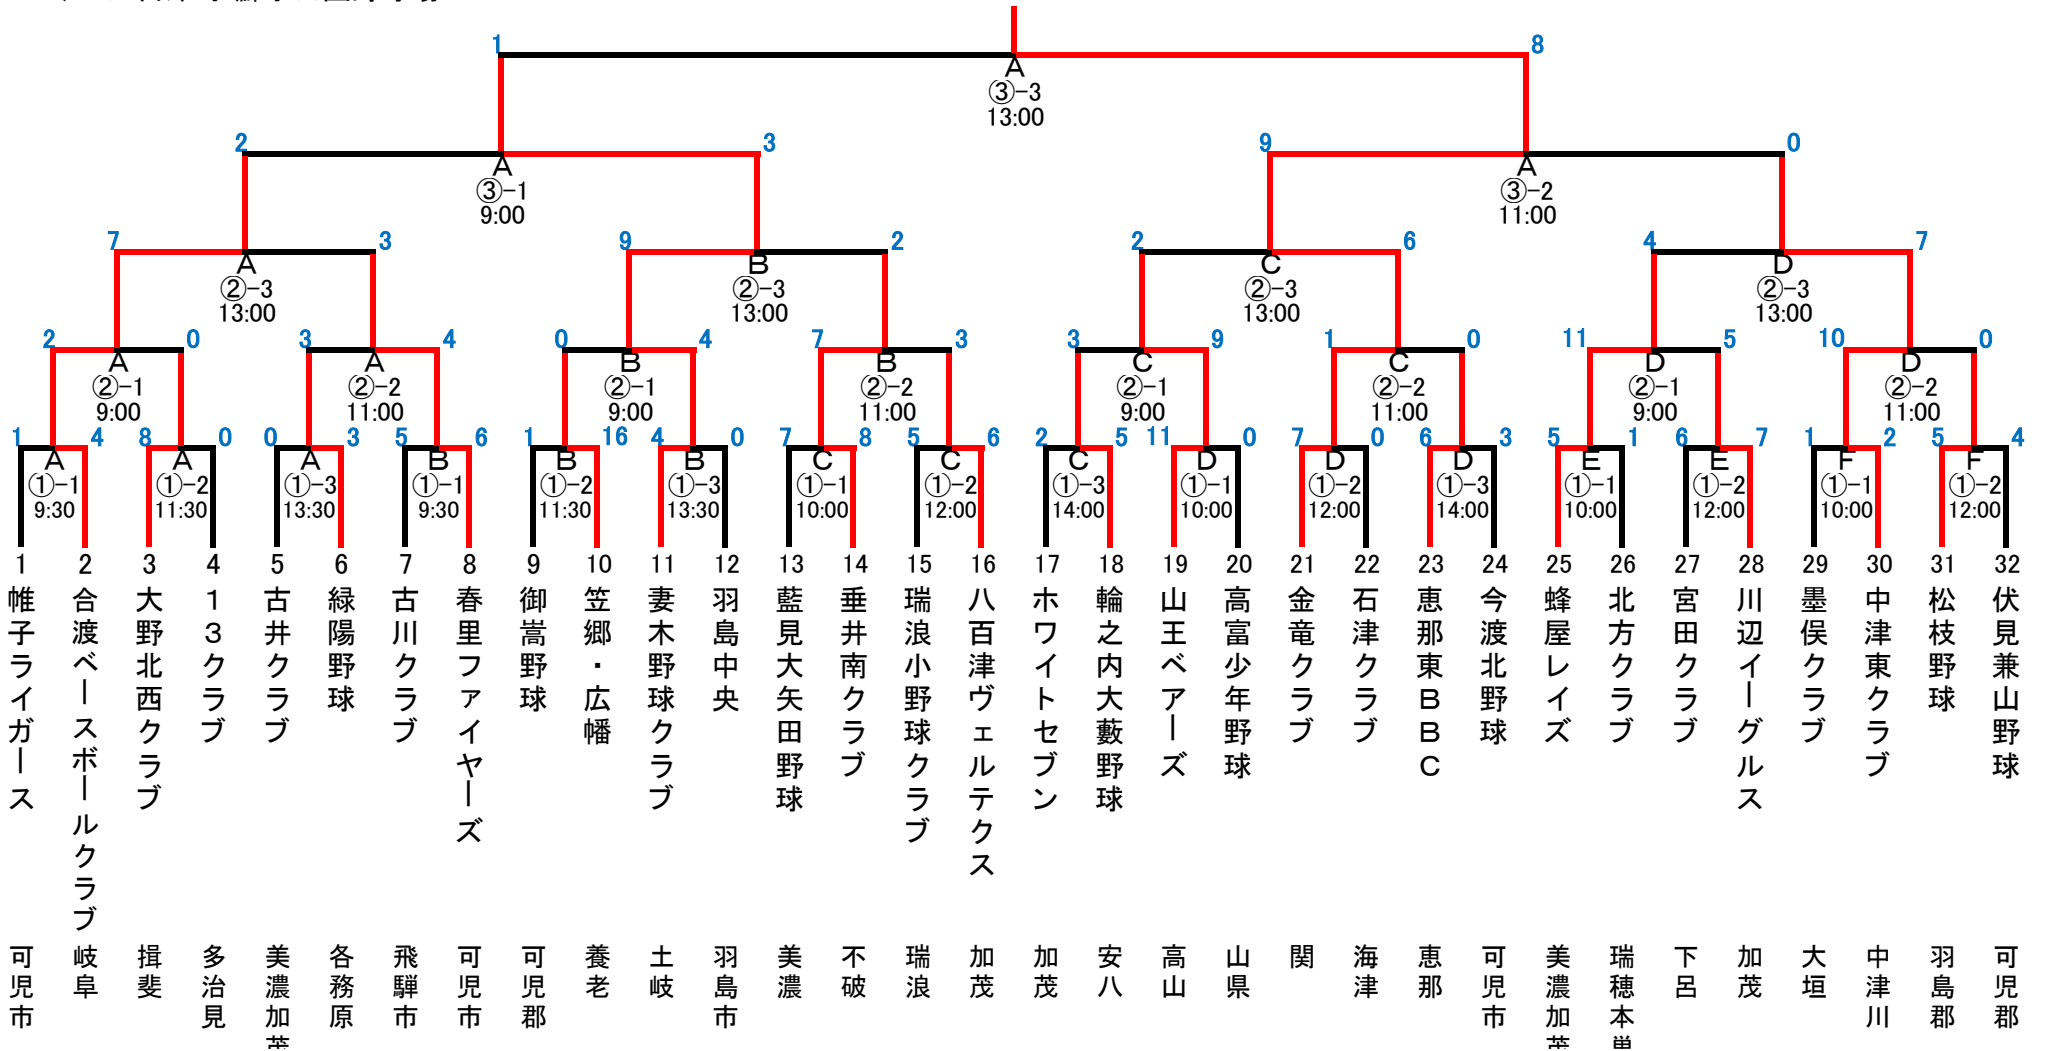 1 8
A
③-3
13:00
2 3 9 0
A A
③-1 ③-2
9:00 11:00
7 3 9 2 2 6 4 7
A B C D
②-3 ②-3 ②-3 ②-3
13:00 13:00 13:00 13:00
2 0 3 4 0 4 7 3 3 9 1 0 11 5 10 0
A A B B C C D D
②-1 ②-2 ②-1 ②-2 ②-1 ②-2 ②-1 ②-2
9:00 11:00 9:00 11:00 9:00 11:00 9:00 11:00
1 4 8 0 0 3 5 6 1 16 4 0 7 8 5 6 2 5 11 0 7 0 6 3 5 1 6 7 1 2 5 4
A A A B B B C C C D D D E E F F
①-1 ①-2 ①-3 ①-1 ①-2 ①-3 ①-1 ①-2 ①-3 ①-1 ①-2 ①-3 ①-1 ①-2 ①-1 ①-2
9:30 11:30 13:30 9:30 11:30 13:30 10:00 12:00 14:00 10:00 12:00 14:00 10:00 12:00 10:00 12:00
1 2 3 4 5 6 7 8 9 10 11 12 13 14 15 16 17 18 19 20 21 22 23 24 25 26 27 28 29 30 31 32
帷子ライガース
合渡ベースボールクラブ
大野北西クラブ
13クラブ
古井クラブ
緑陽野球
古川クラブ
春里ファイヤーズ
御嵩野球
笠郷・広幡
妻木野球クラブ
羽島中央
藍見大矢田野球
垂井南クラブ
瑞浪小野球クラブ
八百津ヴェルテクス
ホワイトセブン
輪之内大藪野球
山王ベアーズ
高富少年野球
金竜クラブ
石津クラブ
恵那東BBC
今渡北野球
蜂屋レイズ
北方クラブ
宮田クラブ
川辺イーグルス
墨俣クラブ
中津東クラブ
松枝野球
伏見兼山野球
可児市
岐阜
揖斐
多治見
美濃加茂
各務原
飛騨市
可児市
可児郡
養老
土岐
羽島市
美濃
不破
瑞浪
加茂
加茂
安八
高山
山県
関
海津
恵那
可児市
美濃加茂
瑞穂本巣
下呂
加茂
大垣
中津川
羽島郡
可児郡